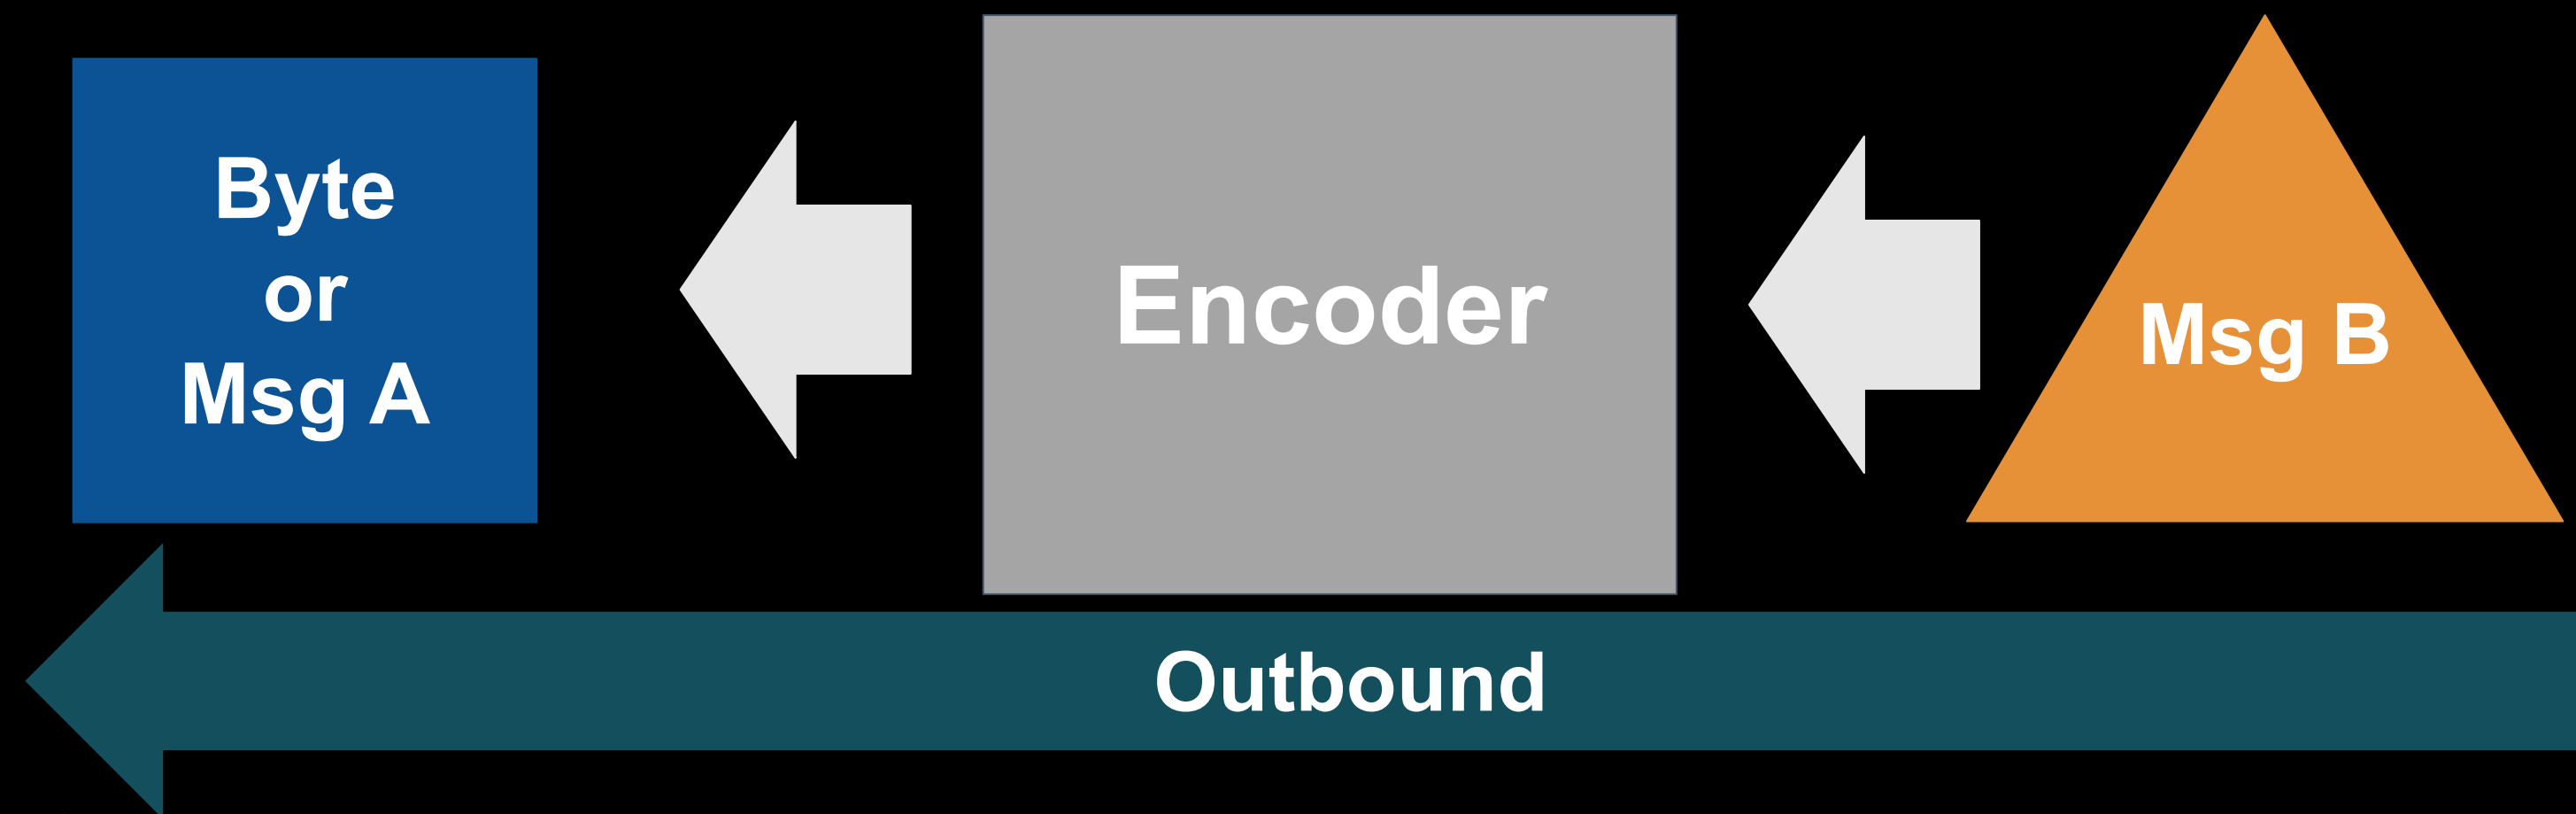 Byte
or
Msg A
Encoder
Msg B
Outbound